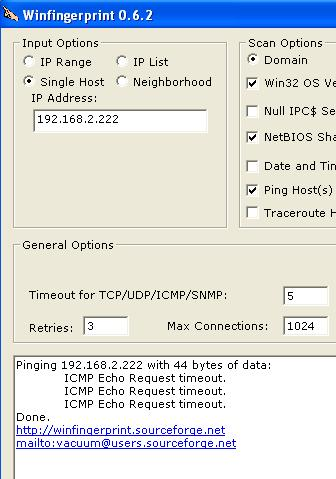 Winfingerprint 0.6.2
Input Options
IP Range
IP List
Single Host
Neighborhood
IP Address:
192.168.2.222
Scan Options
Domain
Win32 OS Ve
Null IPC$ Se
NetBIOS Sha
Date and Tin
Ping Host(s)
Traceroute H
General Options
Timeout for TCP/UDP/ICMP/SNMP:
5
Retries:
3
Max Connections:
1024
Pinging 192.168.2.222 with 44 bytes of data:
ICMP Echo Request timeout.
ICMP Echo Request timeout.
ICMP Echo Request timeout.
Done.
http://winfingerprint.sourceforge.net
mailto:vacuum@users.sourceforge.net